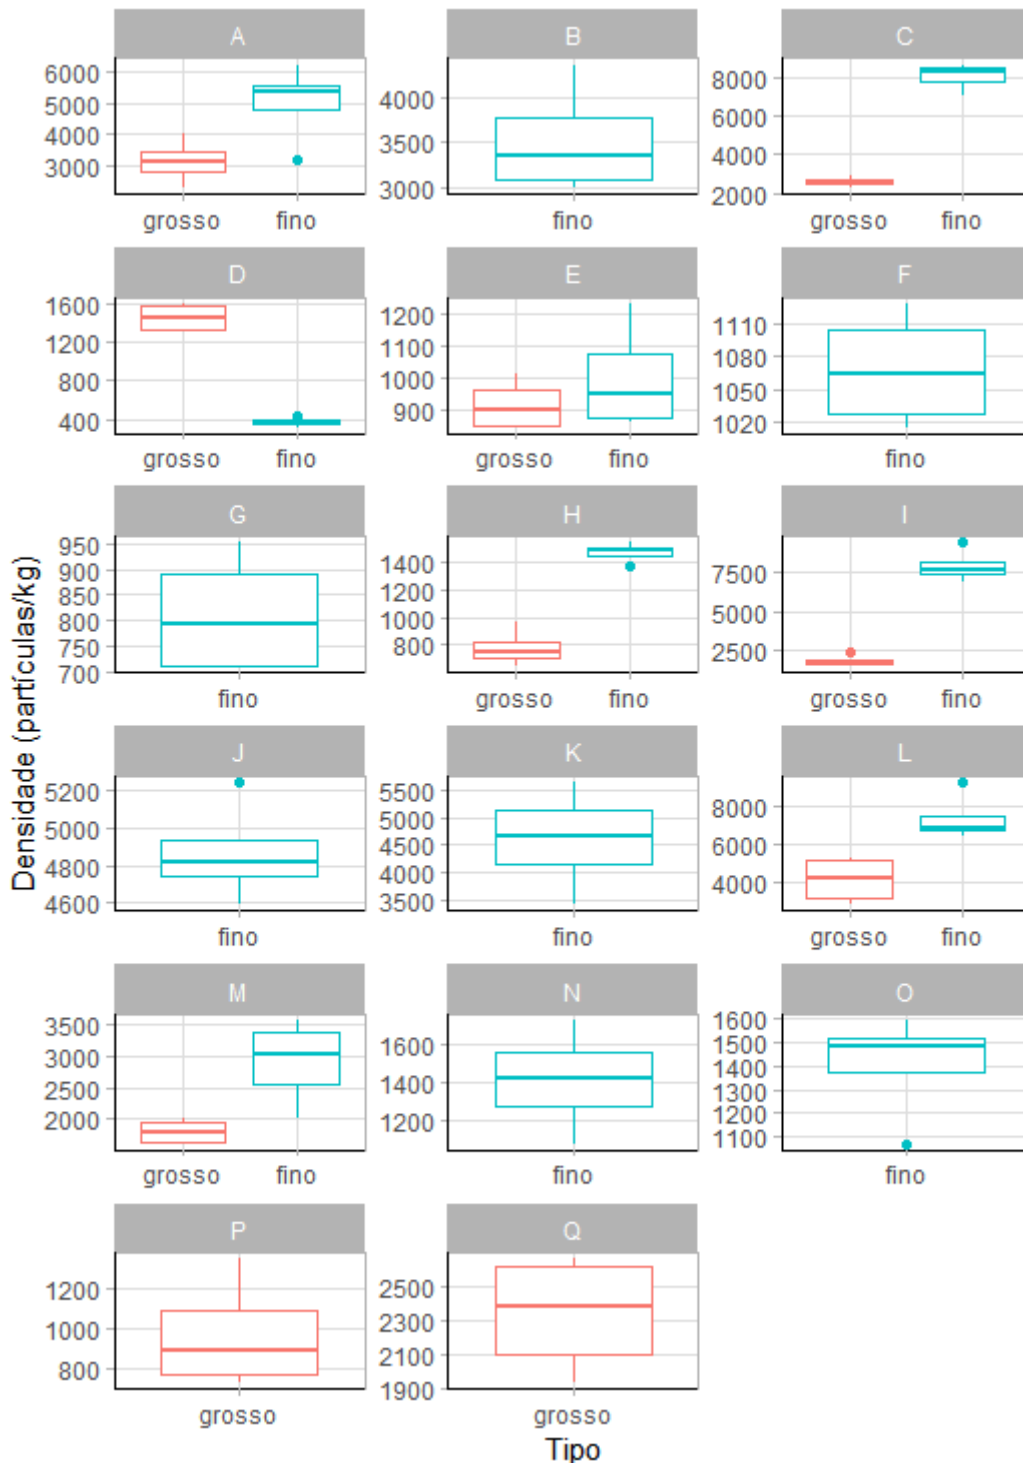 A
6000
5000
4000
3000
grosso fino
B
4000
3500
3000
fino
C
8000
6000
4000
2000
grosso fino
D
1600
1200
800
400
grosso fino
E
1200
1100
1000
900
grosso fino
F
1110
1080
1050
1020
fino
G
950
900
850
800
750
700
fino
H
1400
1200
1000
800
grosso fino
I
7500
5000
2500
grosso fino
J
5200
5000
4800
4600
fino
K
5500
5000
4500
4000
3500
fino
L
8000
6000
4000
grosso fino
M
3500
3000
2500
2000
grosso fino
N
1600
1400
1200
fino
O
1600
1500
1400
1300
1200
1100
fino
P
1200
1000
800
grosso
Q
2500
2300
2100
1900
grosso
Densidade (partículas/kg)
Tipo